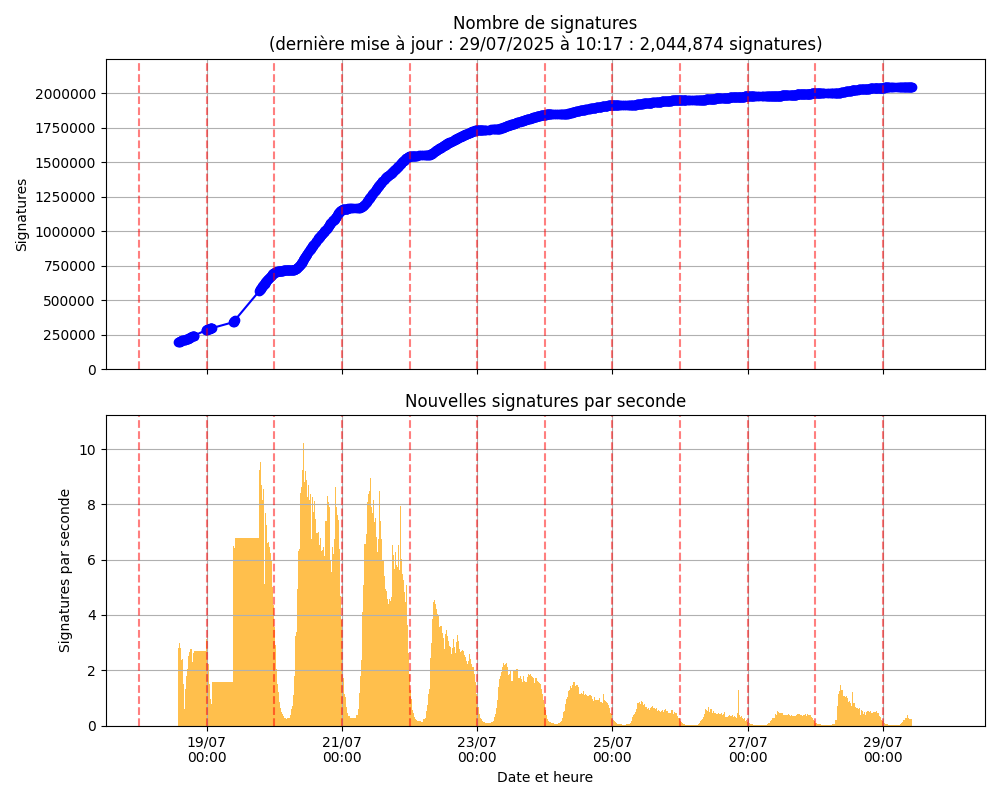 Nombre de signatures
(dernière mise à jour : 29/07/2025 à 10:17 : 2,044,874 signatures)
2000000
1750000
1500000
1250000
1000000
750000
500000
250000
0
Signatures
Nouvelles signatures par seconde
10
8
6
4
2
0
Signatures par seconde
19/07 21/07 23/07 25/07 27/07 29/07
00:00 00:00 00:00 00:00 00:00 00:00
Date et heure